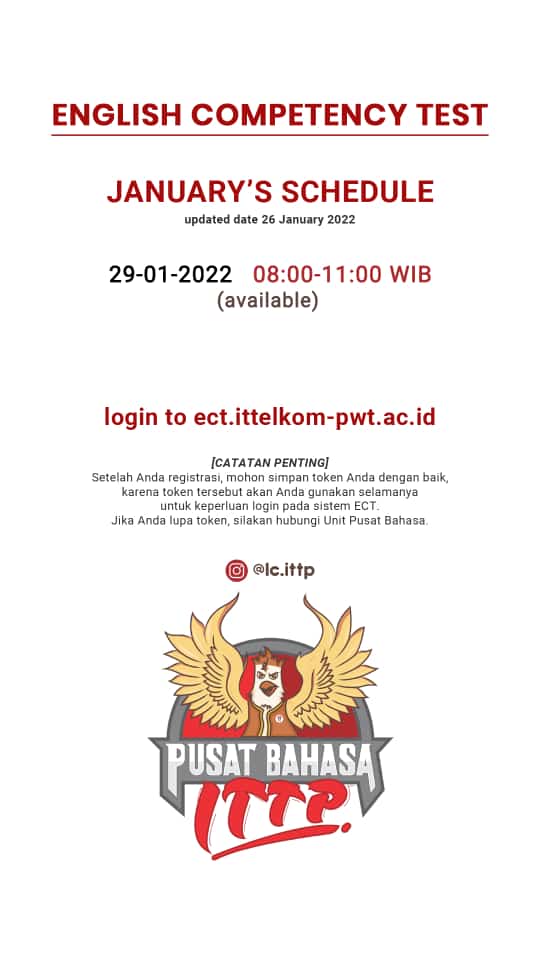 ENGLISH COMPETENCY TEST
JANUARY'S SCHEDULE
updated date 26 January 2022
29-01-2022 08:00-11:00 WIB
(available)
login to ect.ittelkom-pwt.ac.id
[CATATAN PENTING]
Setelah Anda registrasi, mohon simpan token Anda dengan baik,
karena token tersebut akan Anda gunakan selamanya
untuk keperluan login pada sistem ECT.
Jika Anda lupa token, silakan hubungi Unit Pusat Bahasa.
@lc.ittp
PUSAT BAHASA
ITTP.